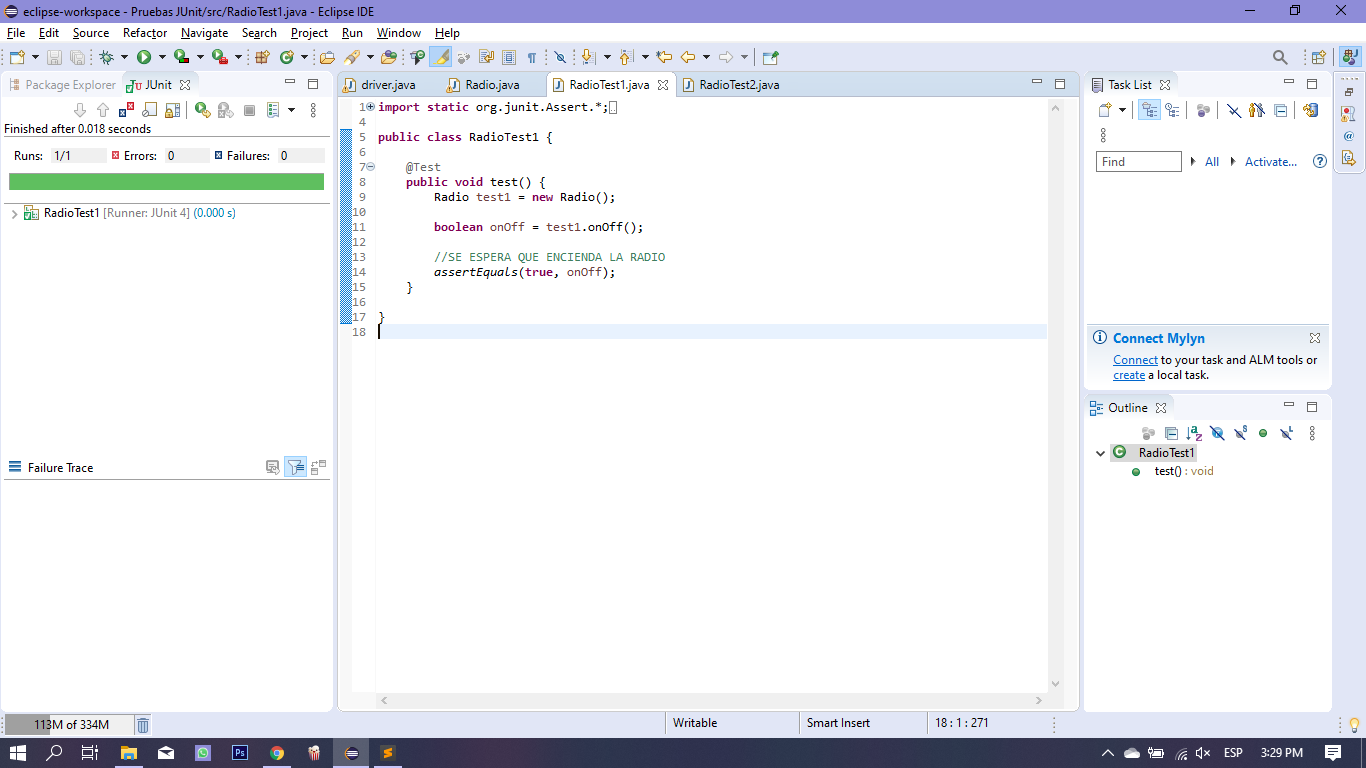 eclipse-workspace - Pruebas JUnit/src/RadioTest1.java - Eclipse IDE
File Edit Source Refactor Navigate Search Project Run Window Help
Package Explorer JUnit
Finished after 0.018 seconds
Runs: 1/1 Errors: 0 Failures: 0
RadioTest1 [Runner: JUnit 4] (0.000 s)
Failure Trace
driver.java Radio.java RadioTest1.java RadioTest2.java
1 import static org.junit.Assert.*;
4
5 public class RadioTest1 {
6
7 @Test
8 public void test() {
9 Radio test1 = new Radio();
10
11 boolean onOff = test1.onOff();
12
13 //SE ESPERA QUE ENCIENDA LA RADIO
14 assertEquals(true, onOff);
15 }
16
17 }
18
Task List
Find All Activate...
Connect Mylyn
Connect to your task and ALM tools or
create a local task.
Outline
RadioTest1
test() : void
113M of 334M Writable Smart Insert 18 : 1 : 271
Ps ESP 3:29 PM